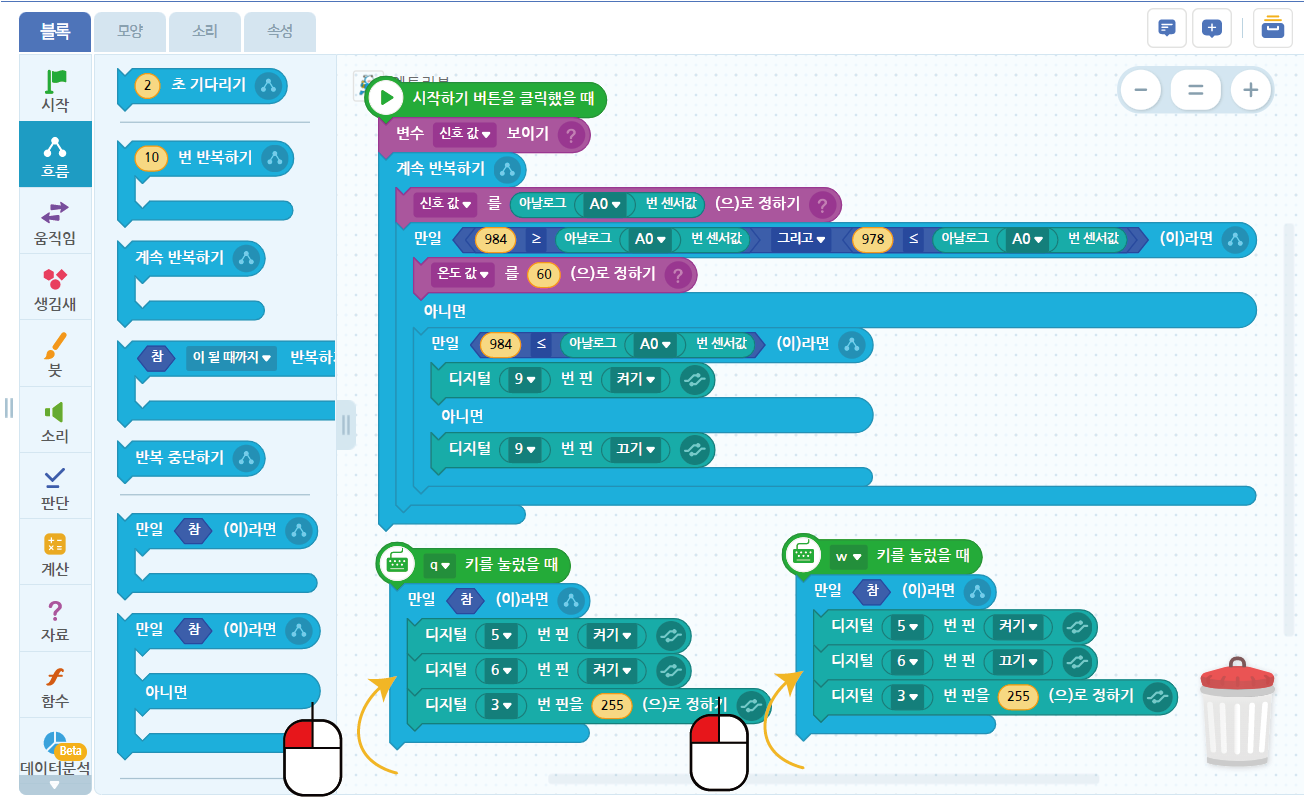 블록
모양
소리
속성
시작
흐름
움직임
생김새
붓
소리
판단
계산
자료
함수
Beta
데이터분석
2 초 기다리기
10 번 반복하기
계속 반복하기
참 이 될 때까지 ▼ 반복하
반복 중단하기
만일 참 (이)라면
만일 참 (이)라면
아니면
시작하기 버튼을 클릭했을 때
변수 신호 값 ▼ 보이기 ?
계속 반복하기
신호 값 ▼ 를 아날로그 A0 ▼ 번 센서값 (으)로 정하기 ?
만일 984 ≥ 아날로그 A0 ▼ 번 센서값 그리고 ▼ 978 ≤ 아날로그 A0 ▼ 번 센서값 (이)라면
온도 값 ▼ 를 60 (으)로 정하기 ?
아니면
만일 984 ≤ 아날로그 A0 ▼ 번 센서값 (이)라면
디지털 9 ▼ 번 핀 켜기 ▼
아니면
디지털 9 ▼ 번 핀 끄기 ▼
q ▼ 키를 눌렀을 때
만일 참 (이)라면
디지털 5 ▼ 번 핀 켜기 ▼
디지털 6 ▼ 번 핀 켜기 ▼
디지털 3 ▼ 번 핀을 255 (으)로 정하기
w ▼ 키를 눌렀을 때
만일 참 (이)라면
디지털 5 ▼ 번 핀 켜기 ▼
디지털 6 ▼ 번 핀 끄기 ▼
디지털 3 ▼ 번 핀을 255 (으)로 정하기